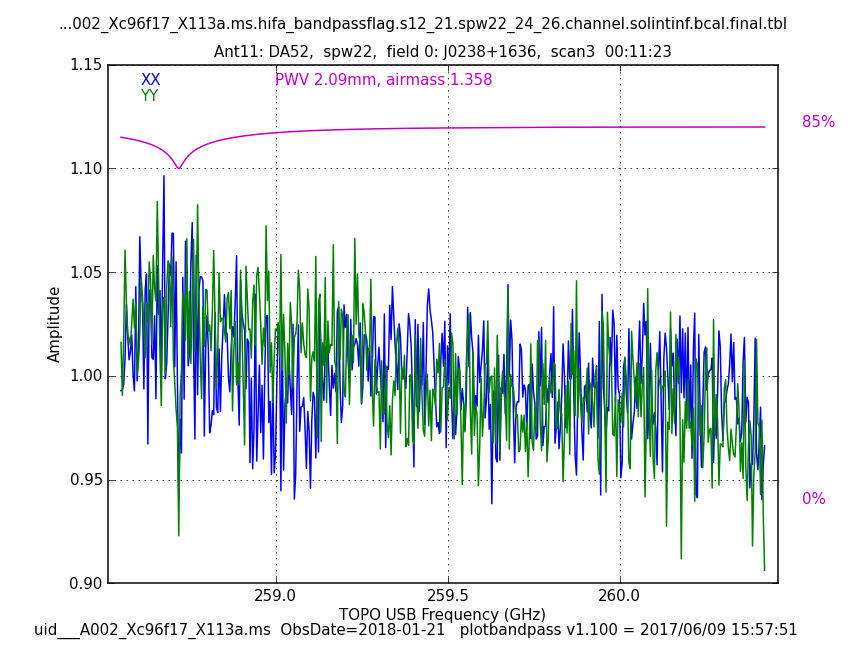 ...002_Xc96f17_X113a.ms.hifa_bandpassflag.s12_21.spw22_24_26.channel.solintinf.bcal.final.tbl
Ant11: DA52,  spw22,  field 0: J0238+1636,  scan3  00:11:23
1.15
XX
PWV 2.09mm, airmass 1.358
YY
85%
1.10
1.05
Amplitude
1.00
0.95
0%
0.90
259.0
259.5
260.0
TOPO USB Frequency (GHz)
uid___A002_Xc96f17_X113a.ms  ObsDate=2018-01-21   plotbandpass v1.100 = 2017/06/09 15:57:51